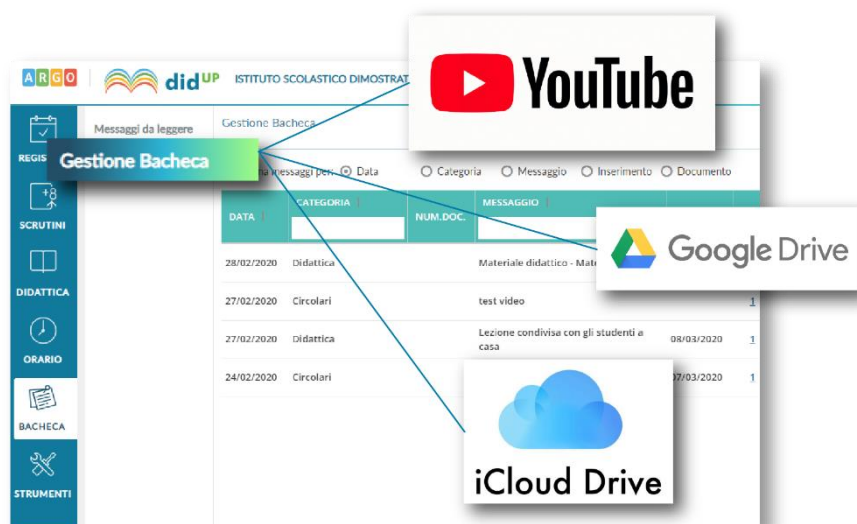 ARGO
didUP
ISTITUTO SCOLASTICO DIMOSTRAT
YouTube
Messaggi da leggere
Gestione Bacheca
Gestione Bacheca
messaggi per: Data Categoria Messaggio Inserimento Documento
DATA CATEGORIA NUM.DOC. MESSAGGIO
28/02/2020 Didattica Materiale didattico - Mate
Google Drive
27/02/2020 Circolari test video 1
27/02/2020 Didattica Lezione condivisa con gli studenti a casa 08/03/2020 1
24/02/2020 Circolari 07/03/2020 1
iCloud Drive
REGIS
SCRUTINI
DIDATTICA
ORARIO
BACHECA
STRUMENTI